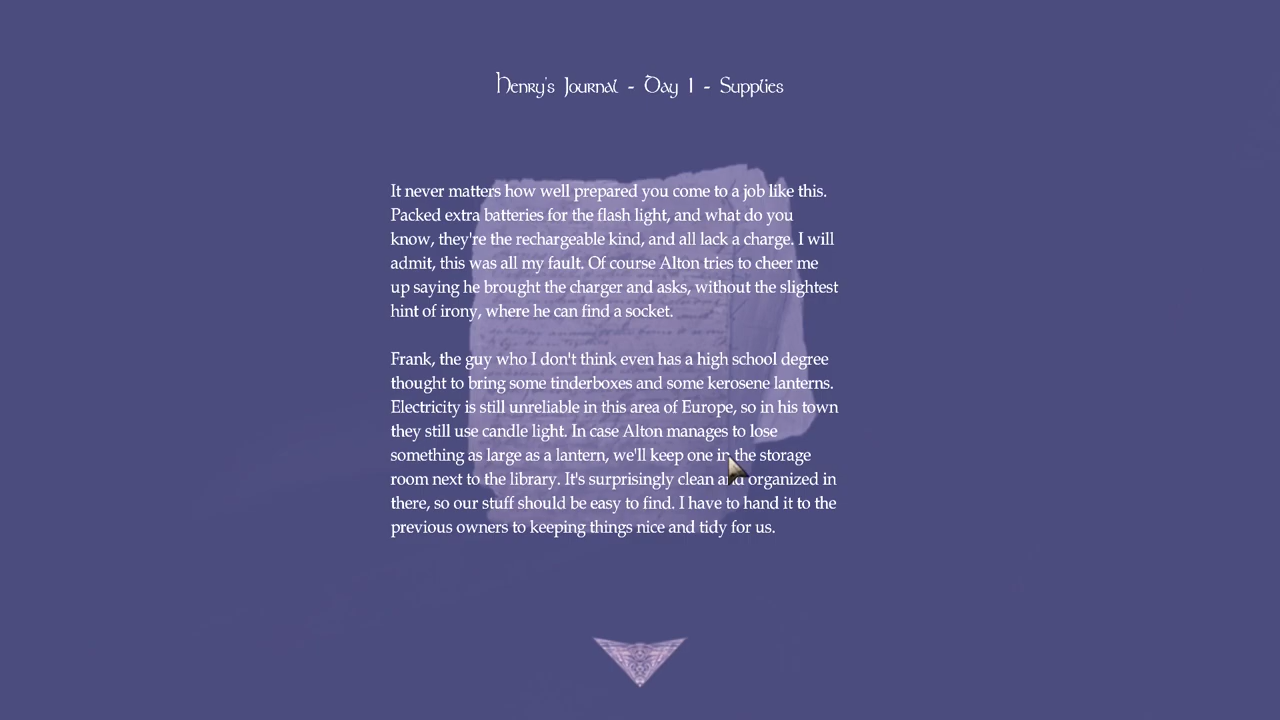 Henry's Journal - Day 1 - Supplies
It never matters how well prepared you come to a job like this.
Packed extra batteries for the flash light, and what do you
know, they're the rechargeable kind, and all lack a charge. I will
admit, this was all my fault. Of course Alton tries to cheer me
up saying he brought the charger and asks, without the slightest
hint of irony, where he can find a socket.
Frank, the guy who I don't think even has a high school degree
thought to bring some tinderboxes and some kerosene lanterns.
Electricity is still unreliable in this area of Europe, so in his town
they still use candle light. In case Alton manages to lose
something as large as a lantern, we'll keep one in the storage
room next to the library. It's surprisingly clean and organized in
there, so our stuff should be easy to find. I have to hand it to the
previous owners to keeping things nice and tidy for us.